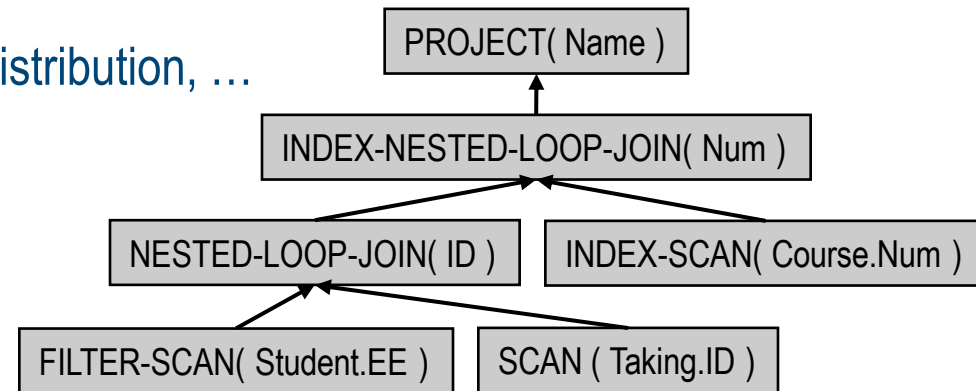 PROJECT( Name )
istribution, …
INDEX-NESTED-LOOP-JOIN( Num )
NESTED-LOOP-JOIN( ID )
INDEX-SCAN( Course.Num )
FILTER-SCAN( Student.EE )
SCAN ( Taking.ID )